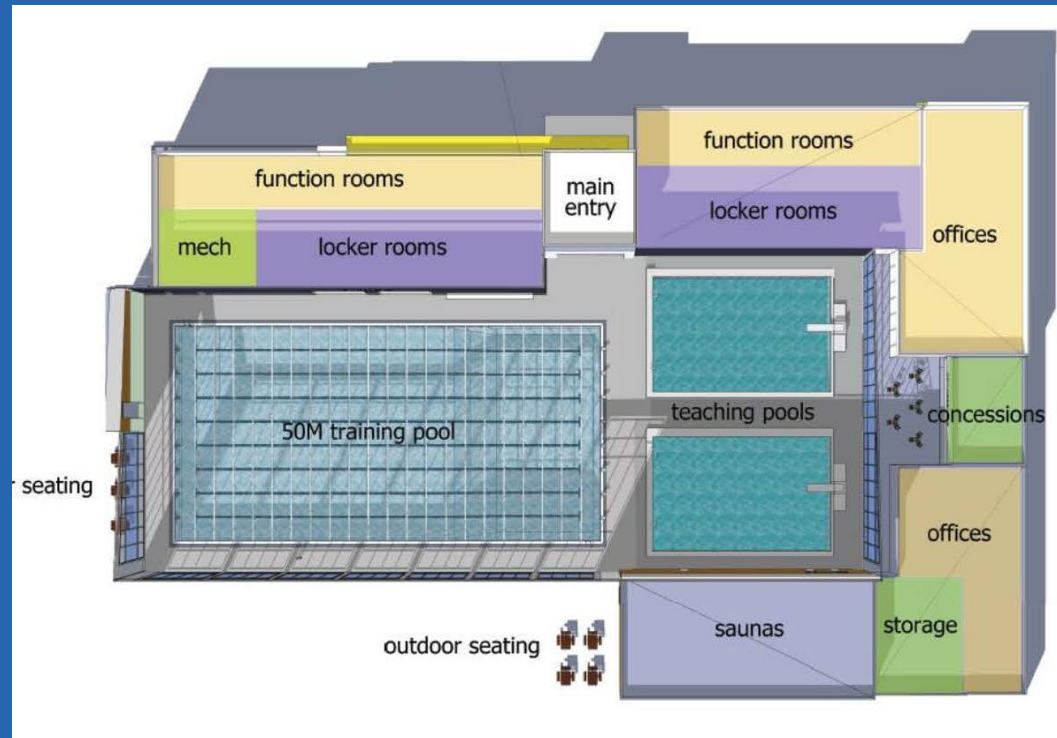 function rooms
function rooms
main
entry
locker rooms
mech
locker rooms
offices
teaching pools
concessions
50M training pool
r seating
offices
saunas
storage
outdoor seating